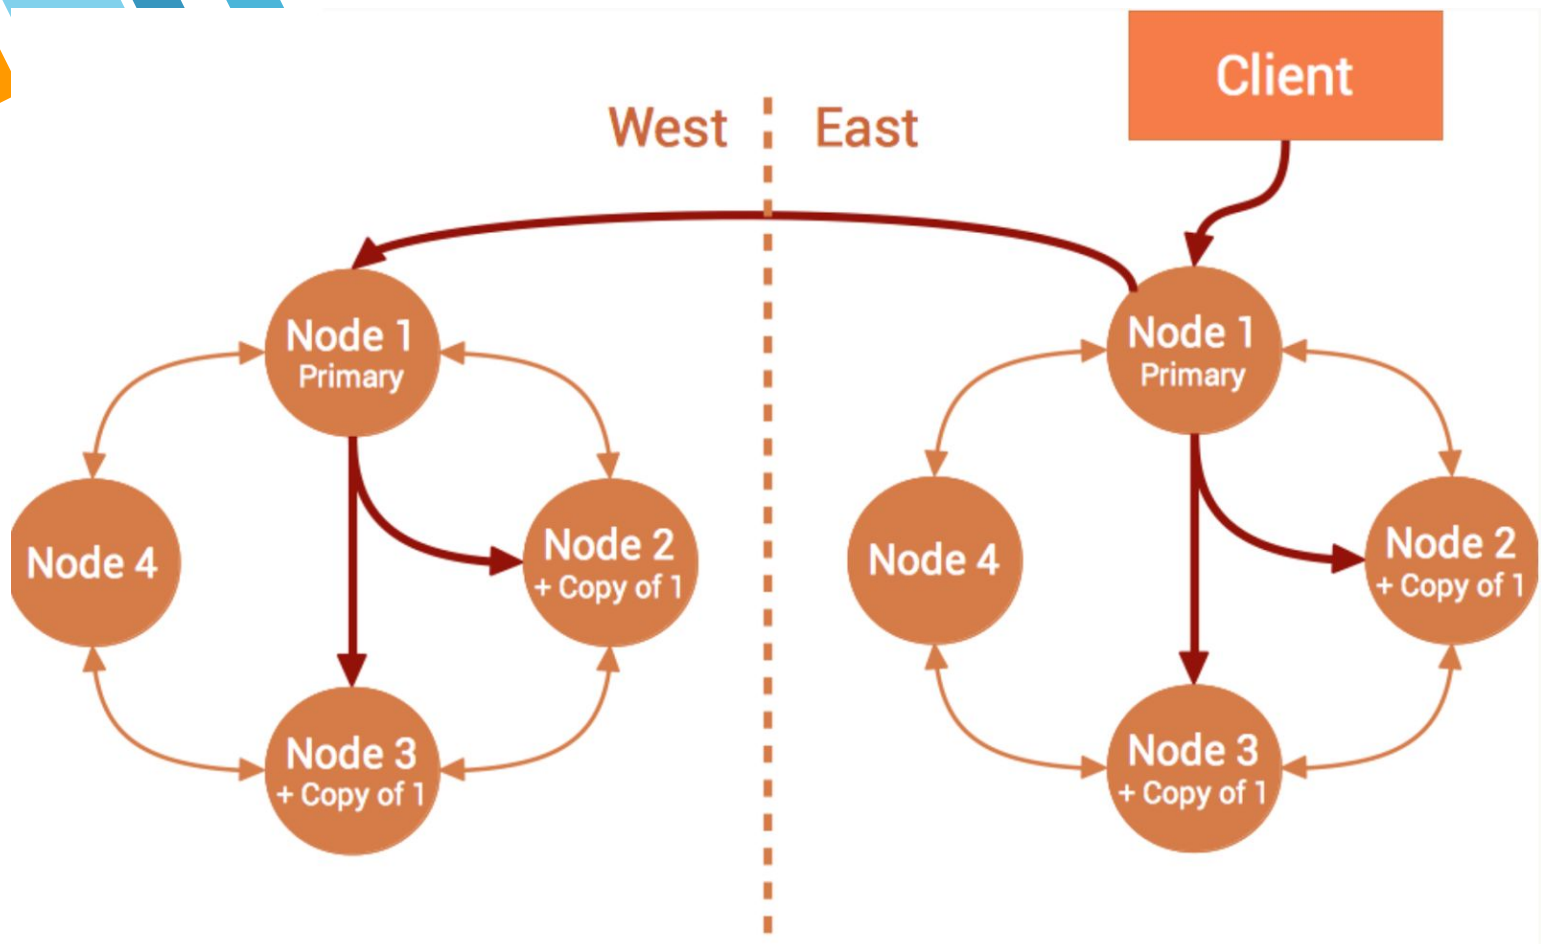 Client
West
East
Node 1
Primary
Node 1
Primary
Node 4
Node 2
+ Copy of 1
Node 4
Node 2
+ Copy of 1
Node 3
+ Copy of 1
Node 3
+ Copy of 1